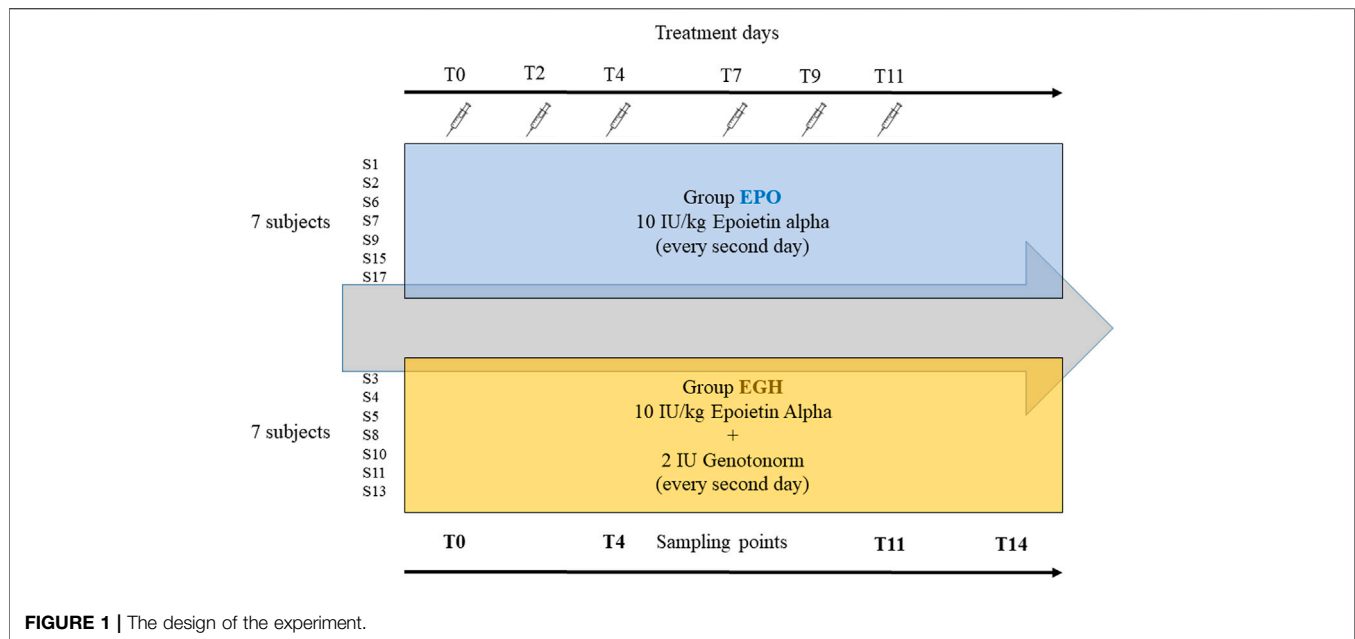 Treatment days
T0 T2 T4 T7 T9 T11
S1
S2
S6
S7
S9
S15
S17
7 subjects
Group EPO
10 IU/kg Epoietin alpha
(every second day)
S3
S4
S5
S8
S10
S11
S13
7 subjects
Group EGH
10 IU/kg Epoietin Alpha
+
2 IU Genotonorm
(every second day)
T0 T4 Sampling points T11 T14
FIGURE 1 | The design of the experiment.